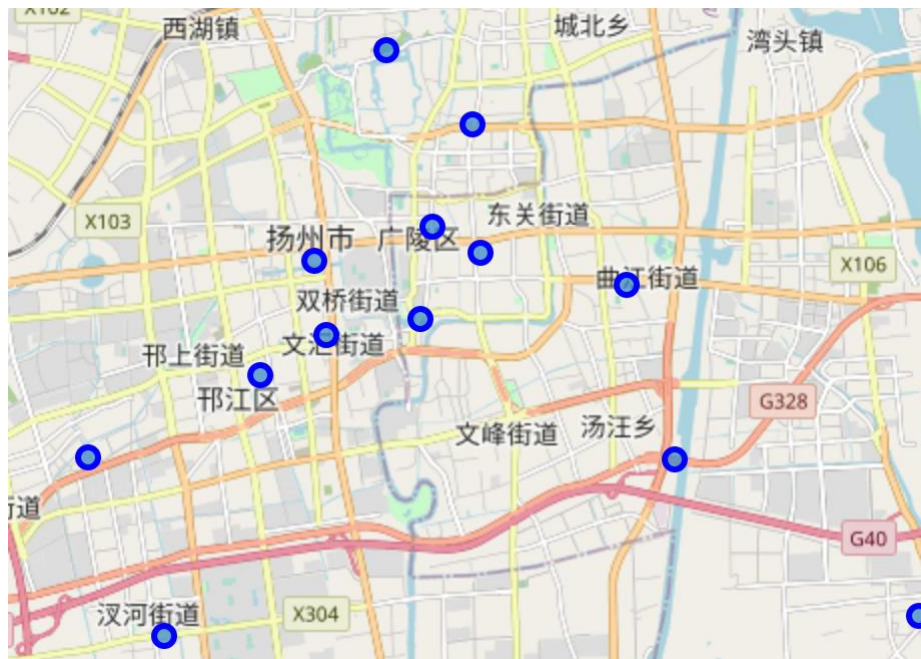 X102
西湖镇
城北乡
湾头镇
X103
东关街道
扬州市
广陵区
X106
曲江街道
双桥街道
文汇街道
邗上街道
邗江区
G328
文峰街道
汤汪乡
街道
G40
汊河街道
X304